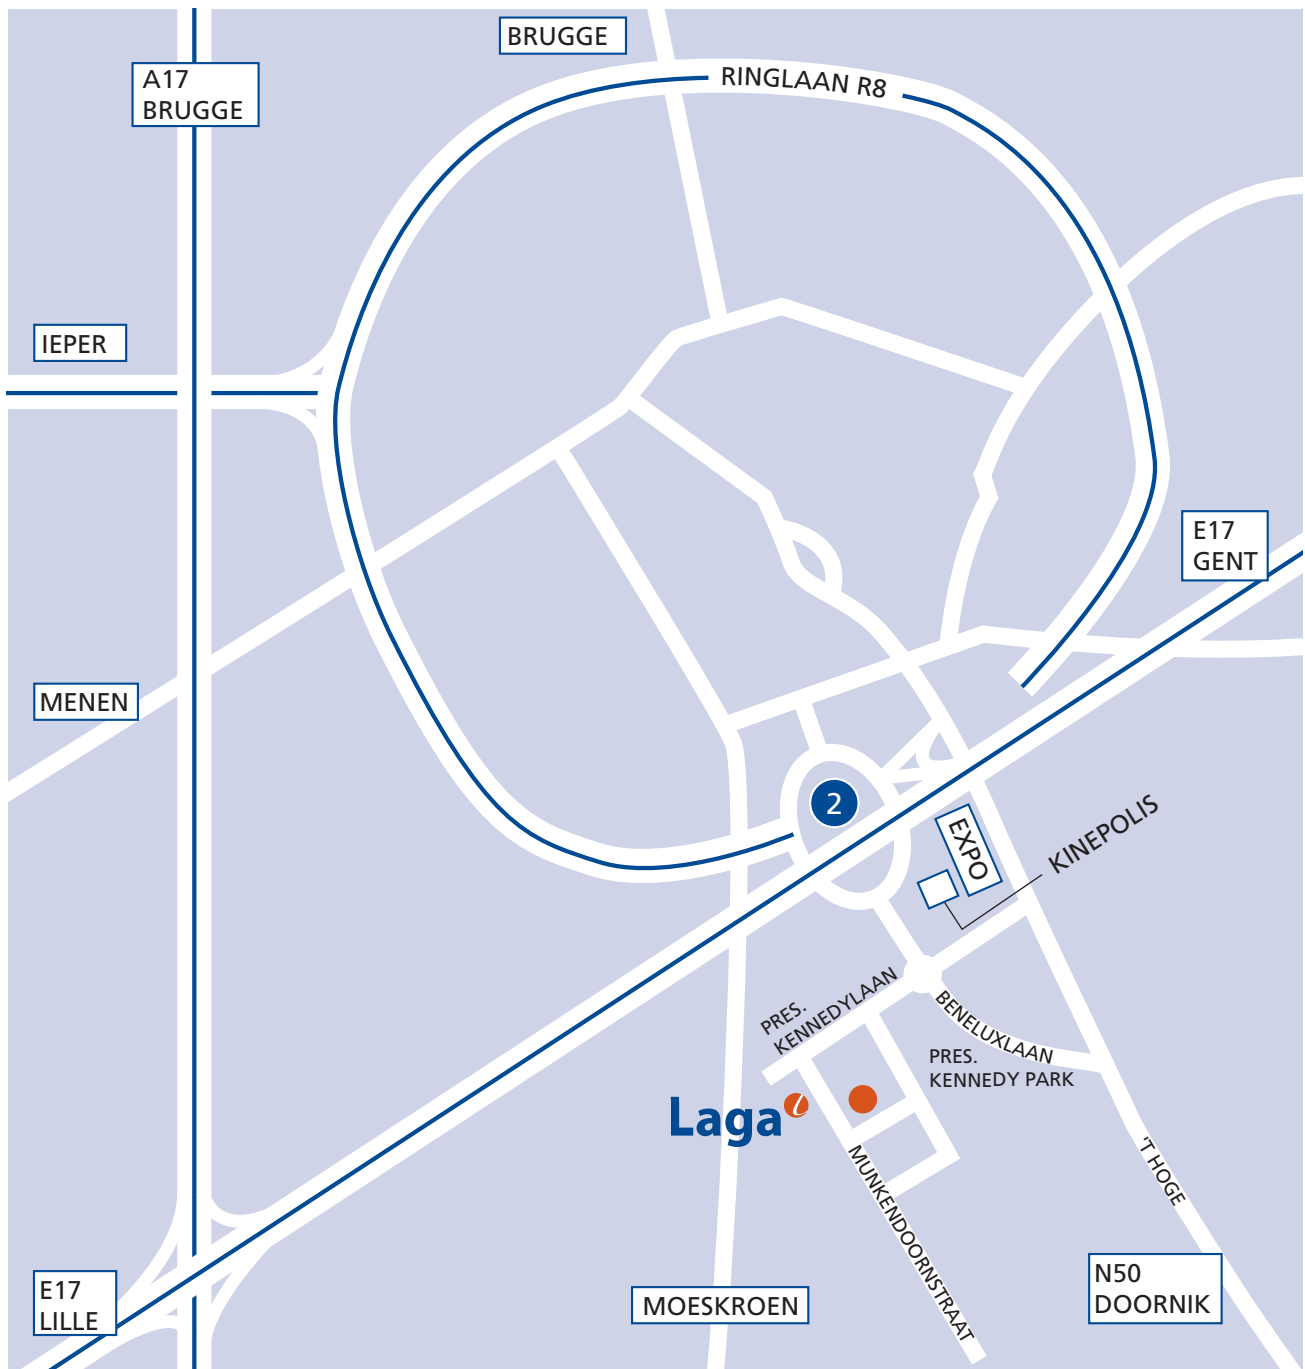 BRUGGE
A17
BRUGGE
RINGLAAN R8
IEPER
E17
GENT
MENEN
2
EXPO
KINEPOLIS
PRES.
KENNEDYLAAN
BENELUXLAAN
PRES.
KENNEDY PARK
Laga
MUNKENDOORNSTRAAT
'T HOGE
E17
LILLE
MOESKROEN
N50
DOORNIK